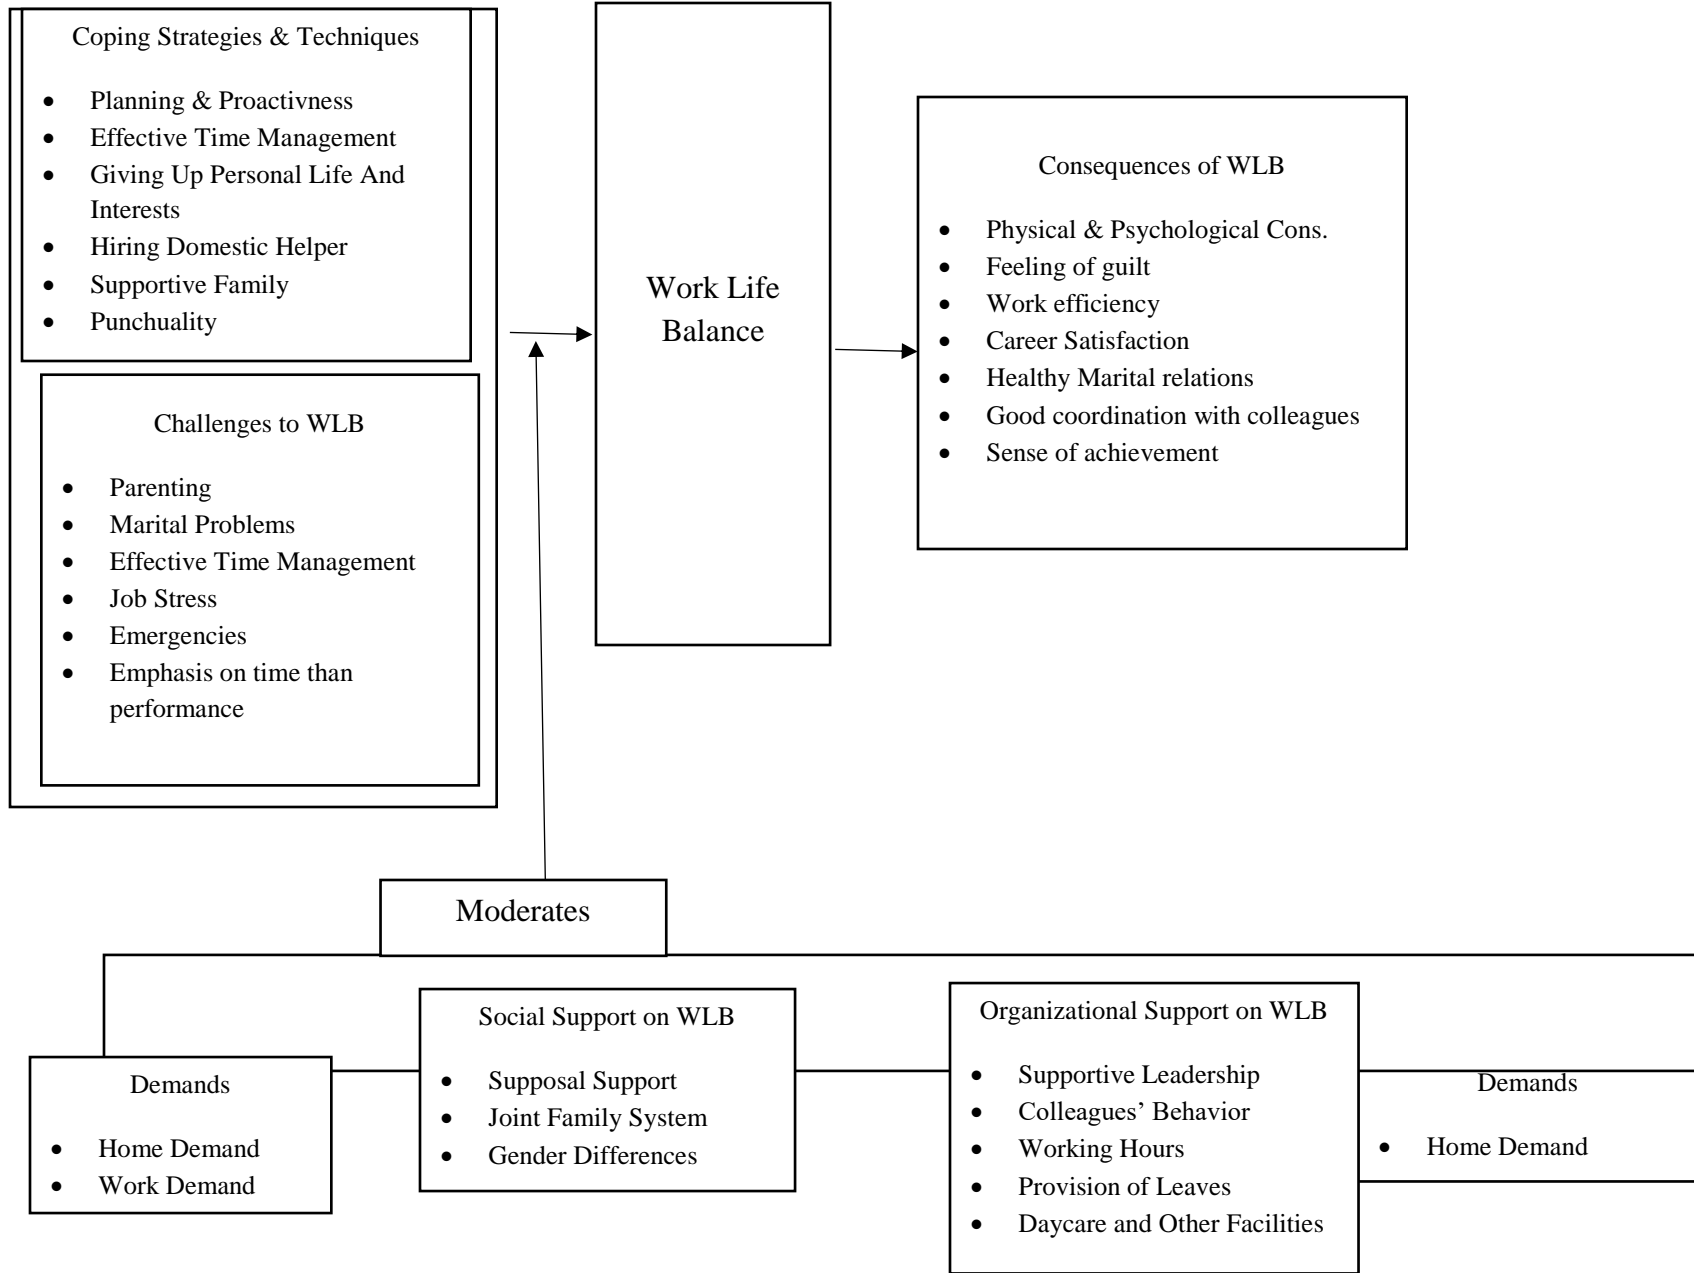 Coping Strategies & Techniques
• Planning & Proactivness
• Effective Time Management
• Giving Up Personal Life And
Interests
• Hiring Domestic Helper
• Supportive Family
• Punchuality
Challenges to WLB
• Parenting
• Marital Problems
• Effective Time Management
• Job Stress
• Emergencies
• Emphasis on time than
performance
Work Life
Balance
Consequences of WLB
• Physical & Psychological Cons.
• Feeling of guilt
• Work efficiency
• Career Satisfaction
• Healthy Marital relations
• Good coordination with colleagues
• Sense of achievement
Moderates
Demands
• Home Demand
• Work Demand
Social Support on WLB
• Supposal Support
• Joint Family System
• Gender Differences
Organizational Support on WLB
• Supportive Leadership
• Colleagues’ Behavior
• Working Hours
• Provision of Leaves
• Daycare and Other Facilities
Demands
• Home Demand